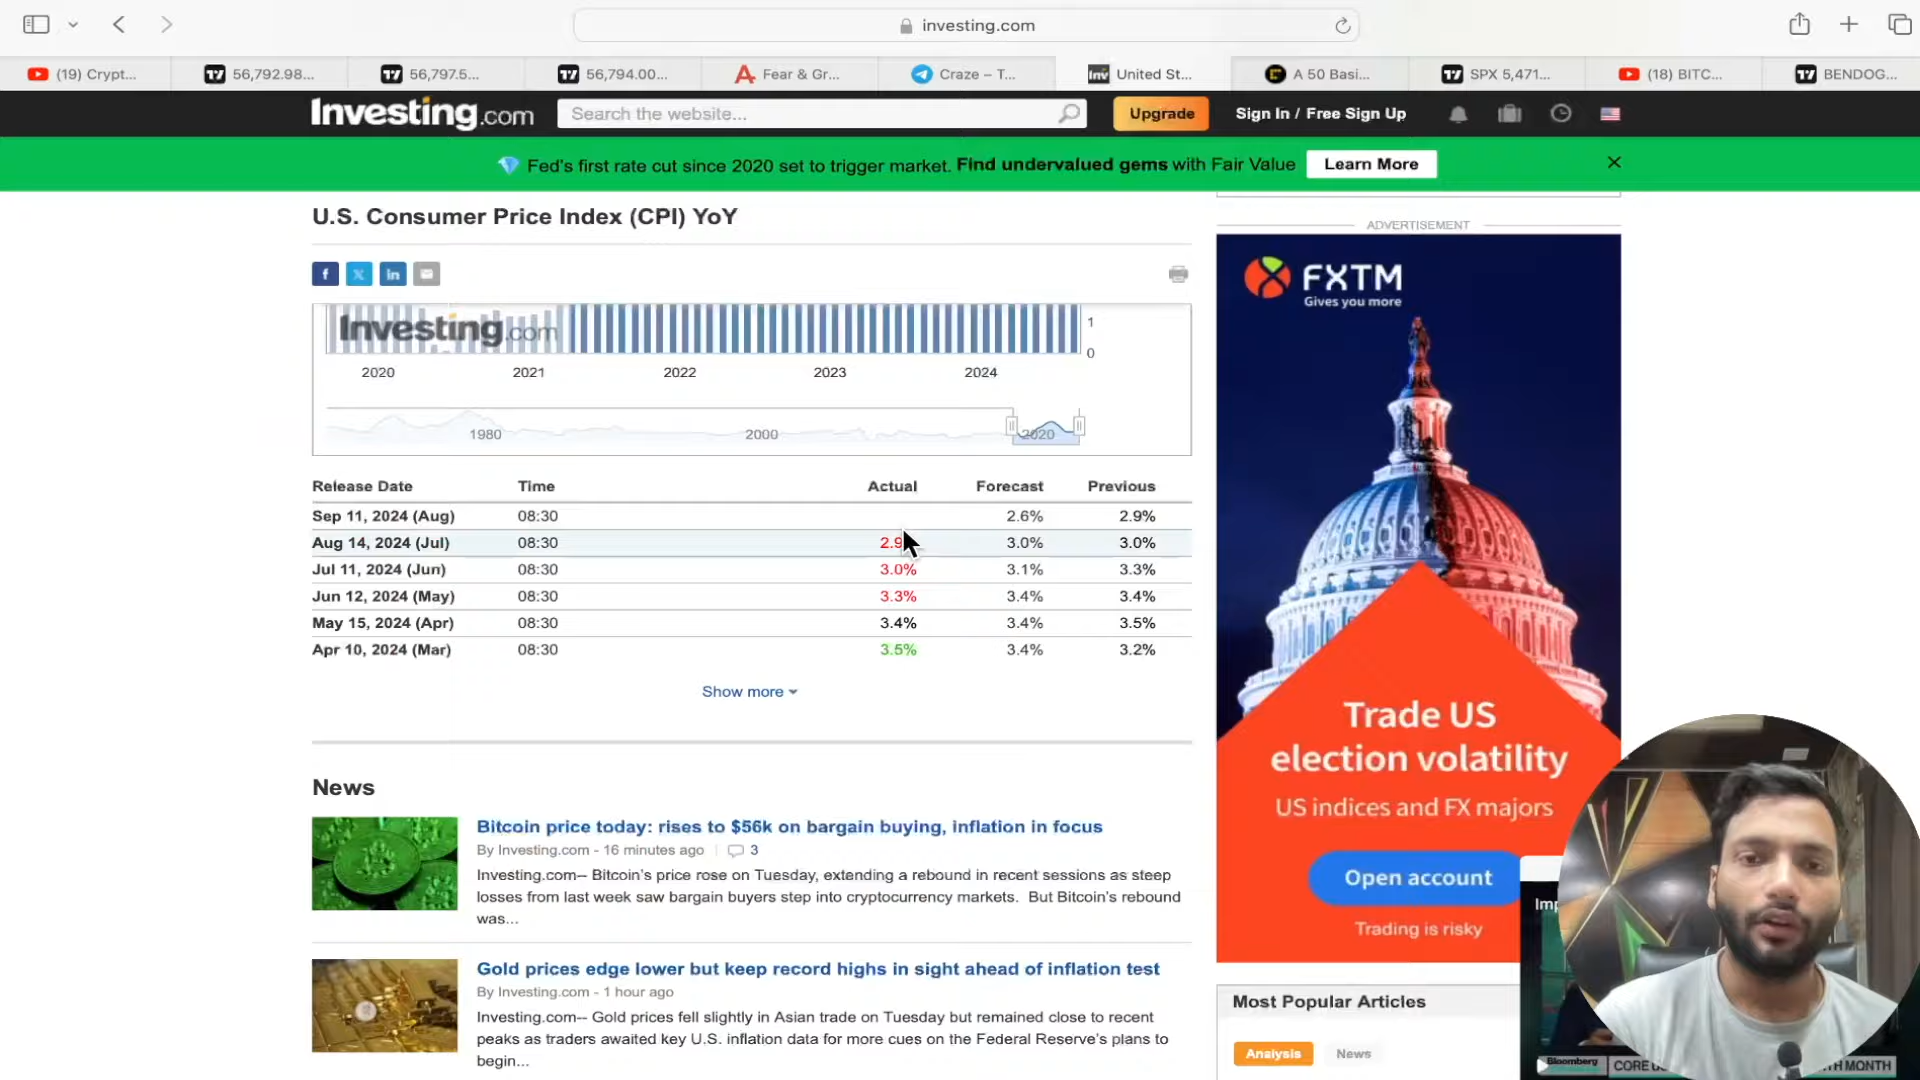 investing.com
(19) Crypt...
56,792.98...
56,797.5...
56,794.00...
Fear & Gr...
Craze – T...
United St...
A 50 Basi...
SPX 5,471...
(18) BITC...
BENDOG...
Investing.com
Search the website...
Upgrade
Sign In / Free Sign Up
Fed's first rate cut since 2020 set to trigger market. Find undervalued gems with Fair Value
Learn More
U.S. Consumer Price Index (CPI) YoY
ADVERTISEMENT
Investing.com
1
0
2020 2021 2022 2023 2024
1980 2000 2020
Release Date Time Actual Forecast Previous
Sep 11, 2024 (Aug) 08:30 2.6% 2.9%
Aug 14, 2024 (Jul) 08:30 2.9 3.0% 3.0%
Jul 11, 2024 (Jun) 08:30 3.0% 3.1% 3.3%
Jun 12, 2024 (May) 08:30 3.3% 3.4% 3.4%
May 15, 2024 (Apr) 08:30 3.4% 3.4% 3.5%
Apr 10, 2024 (Mar) 08:30 3.5% 3.4% 3.2%
Show more
News
Bitcoin price today: rises to $56k on bargain buying, inflation in focus
By Investing.com - 16 minutes ago 3
Investing.com-- Bitcoin's price rose on Tuesday, extending a rebound in recent sessions as steep
losses from last week saw bargain buyers step into cryptocurrency markets. But Bitcoin's rebound
was...
Gold prices edge lower but keep record highs in sight ahead of inflation test
By Investing.com - 1 hour ago
Investing.com-- Gold prices fell slightly in Asian trade on Tuesday but remained close to recent
peaks as traders awaited key U.S. inflation data for more cues on the Federal Reserve's plans to
begin...
FXTM
Gives you more
Trade US
election volatility
US indices and FX majors
Open account
Trading is risky
Most Popular Articles
Analysis
News
Imp
Bloomberg
CORE U
TH MONTH